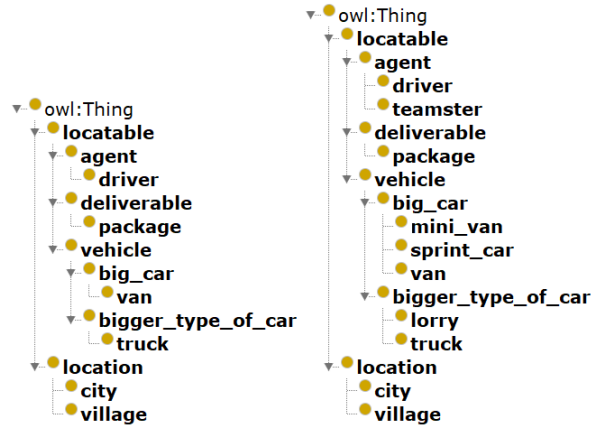 owl:Thing
locatable
agent
driver
deliverable
package
vehicle
big_car
van
bigger_type_of_car
truck
location
city
village
owl:Thing
locatable
agent
driver
teamster
deliverable
package
vehicle
big_car
mini_van
sprint_car
van
bigger_type_of_car
lorry
truck
location
city
village